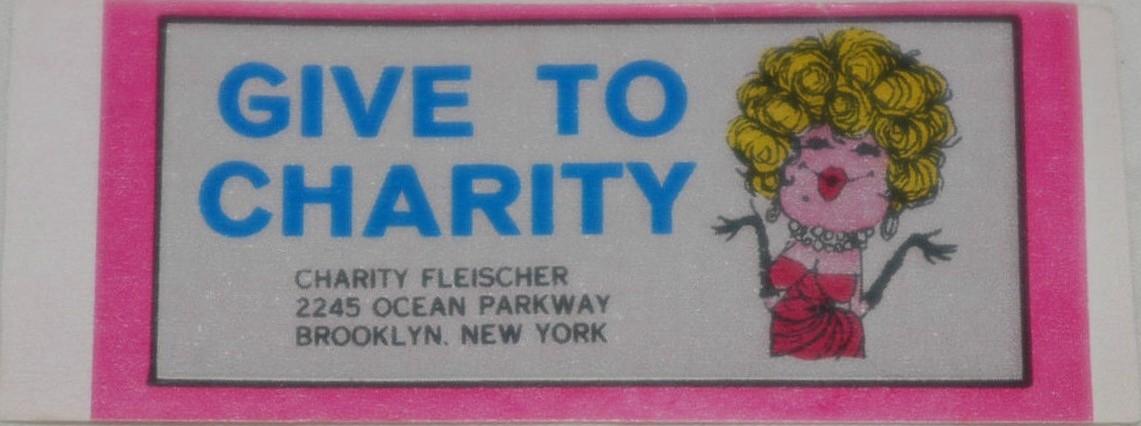 GIVE TO
CHARITY
CHARITY FLEISCHER
2245 OCEAN PARKWAY
BROOKLYN. NEW YORK